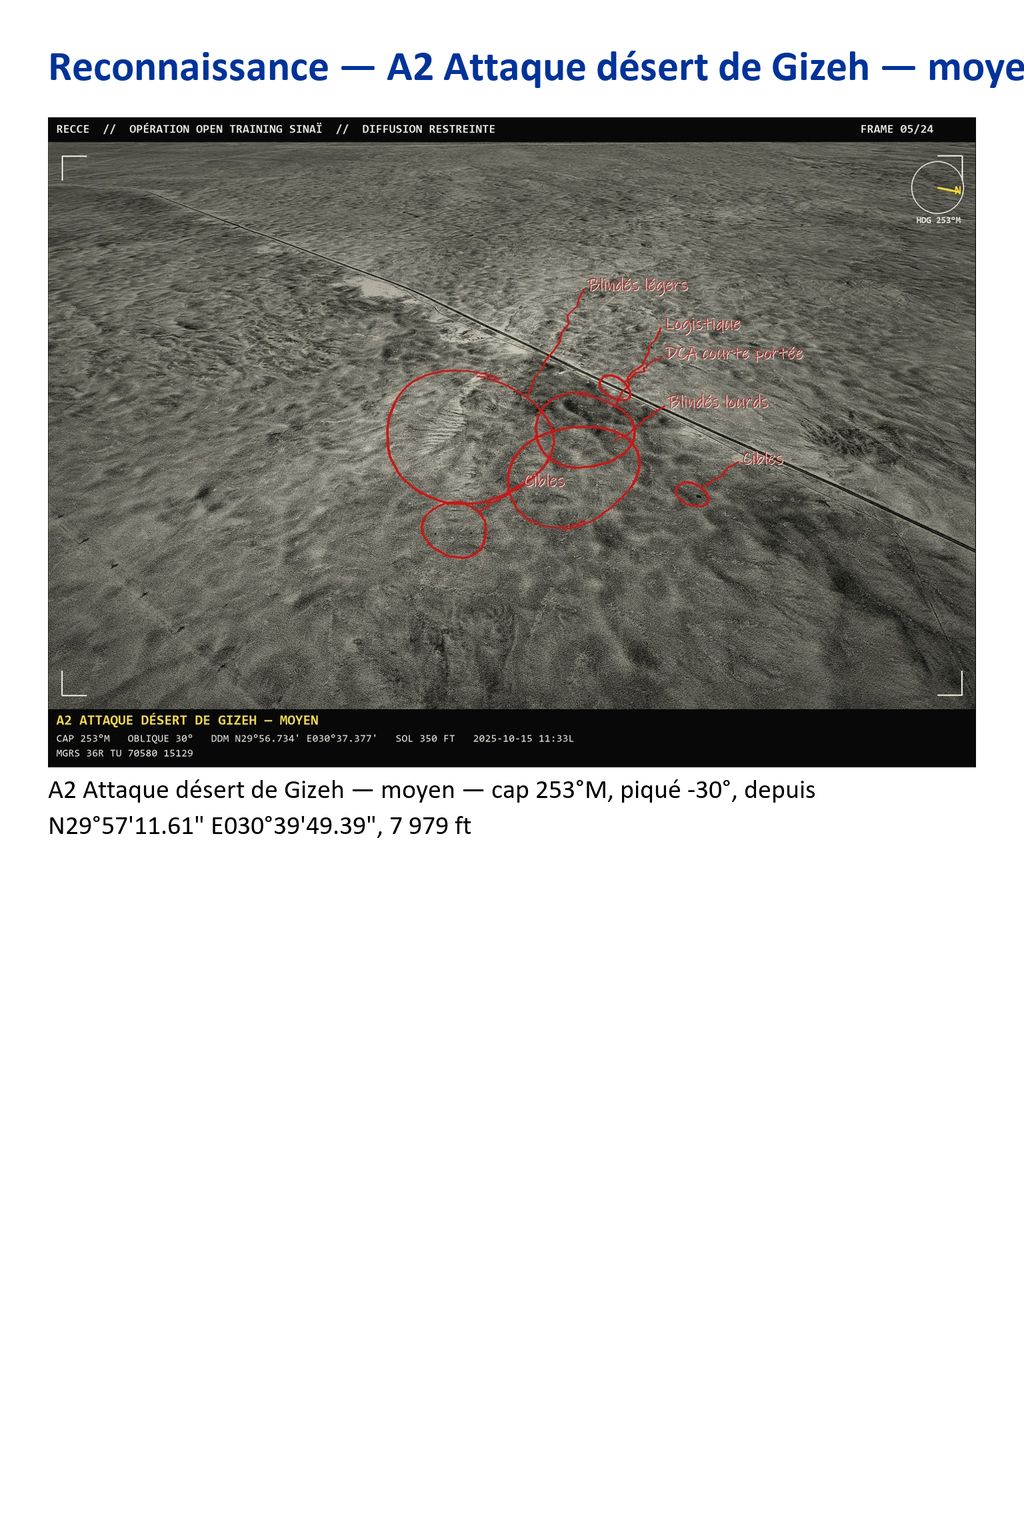 Reconnaissance — A2 Attaque désert de Gizeh — moye
RECCE // OPÉRATION OPEN TRAINING SINAÏ // DIFFUSION RESTREINTE FRAME 05/24
N
HDG 253°M
Blindés légers
Logistique
DCA courte portée
Blindés lourds
Cibles
Cibles
A2 ATTAQUE DÉSERT DE GIZEH — MOYEN
CAP 253°M OBLIQUE 30° DDM N29°56.734' E030°37.377' SOL 350 FT 2025-10-15 11:33L
MGRS 36R TU 70580 15129
A2 Attaque désert de Gizeh — moyen — cap 253°M, piqué -30°, depuis
N29°57'11.61" E030°39'49.39", 7 979 ft